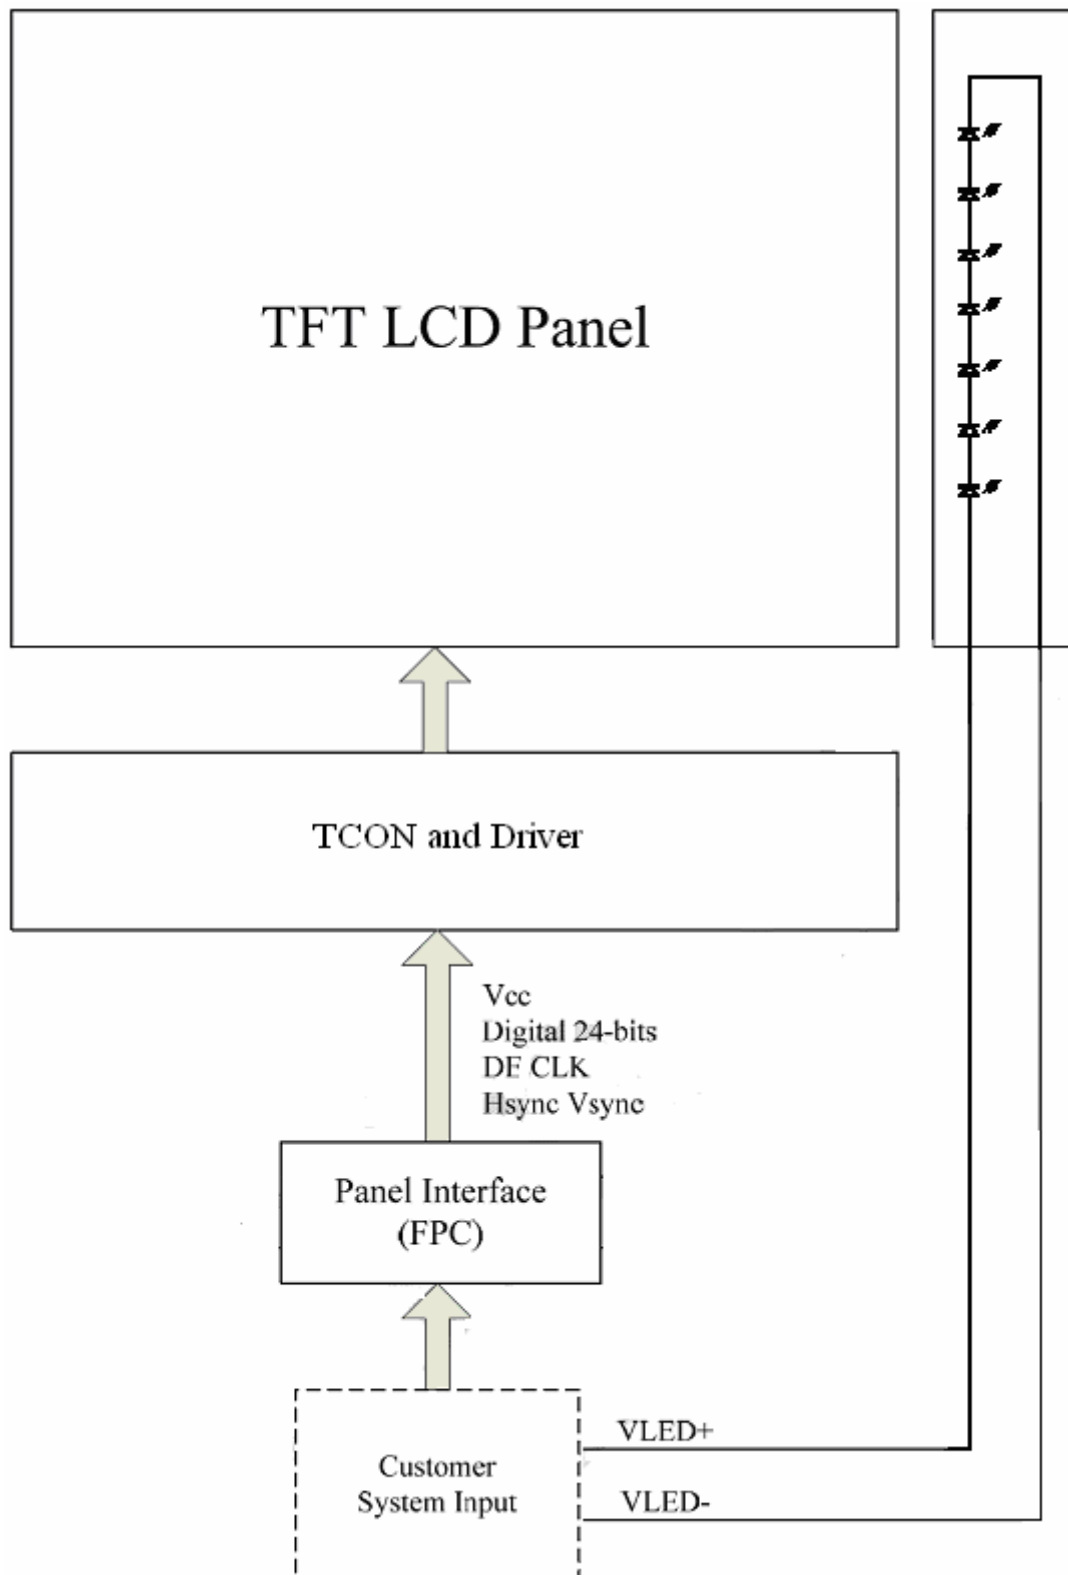 TFT LCD Panel
TCON and Driver
Vcc
Digital 24-bits
DE CLK
Hsync Vsync
Panel Interface
(FPC)
Customer
System Input
VLED+
VLED-